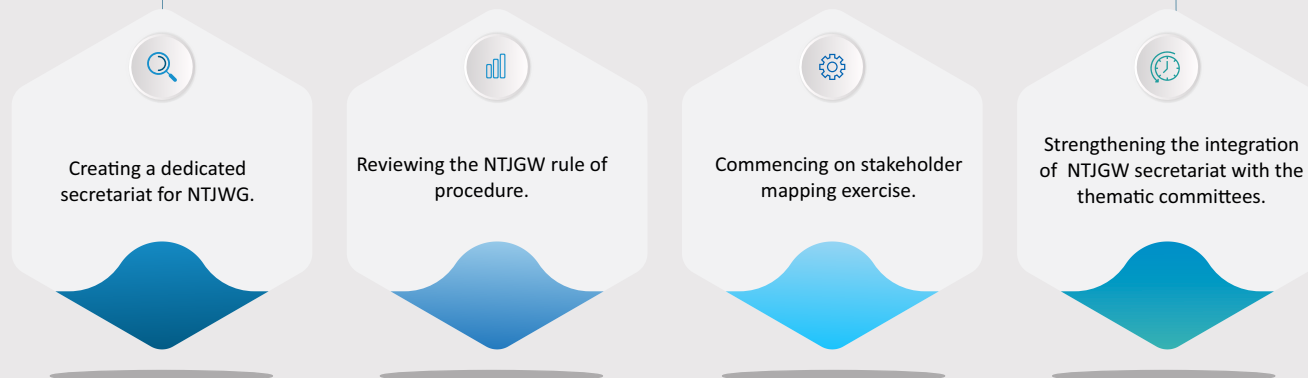 Creating a dedicated
secretariat for NTJWG.
Reviewing the NTJGW rule of
procedure.
Commencing on stakeholder
mapping exercise.
Strengthening the integration
of NTJGW secretariat with the
thematic committees.